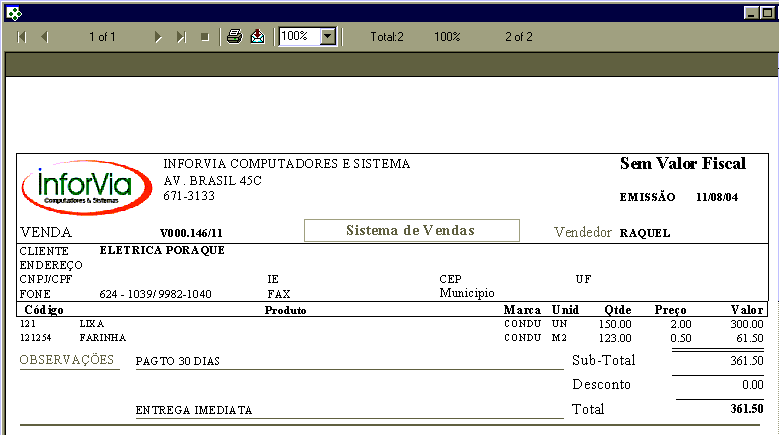 1 of 1 100% Total:2 100% 2 of 2
INFORVIA COMPUTADORES E SISTEMA Sem Valor Fiscal
AV. BRASIL 45C
inforVia 671-3133 EMISSÃO 11/08/04
Computadores & Sistemas
VENDA V000.146/11 Sistema de Vendas Vendedor RAQUEL
CLIENTE ELETRICA PORAQUE
ENDEREÇO
CNPJ/CPF IE CEP UF
FONE 624 - 1039/ 9982-1040 FAX Municipio
Código Produto Marca Unid Qtde Preço Valor
121 LIXA CONDU UN 150.00 2.00 300.00
121254 FARINHA CONDU M2 123.00 0.50 61.50
OBSERVAÇÕES PAGTO 30 DIAS Sub-Total 361.50
Desconto 0.00
ENTREGA IMEDIATA Total 361.50